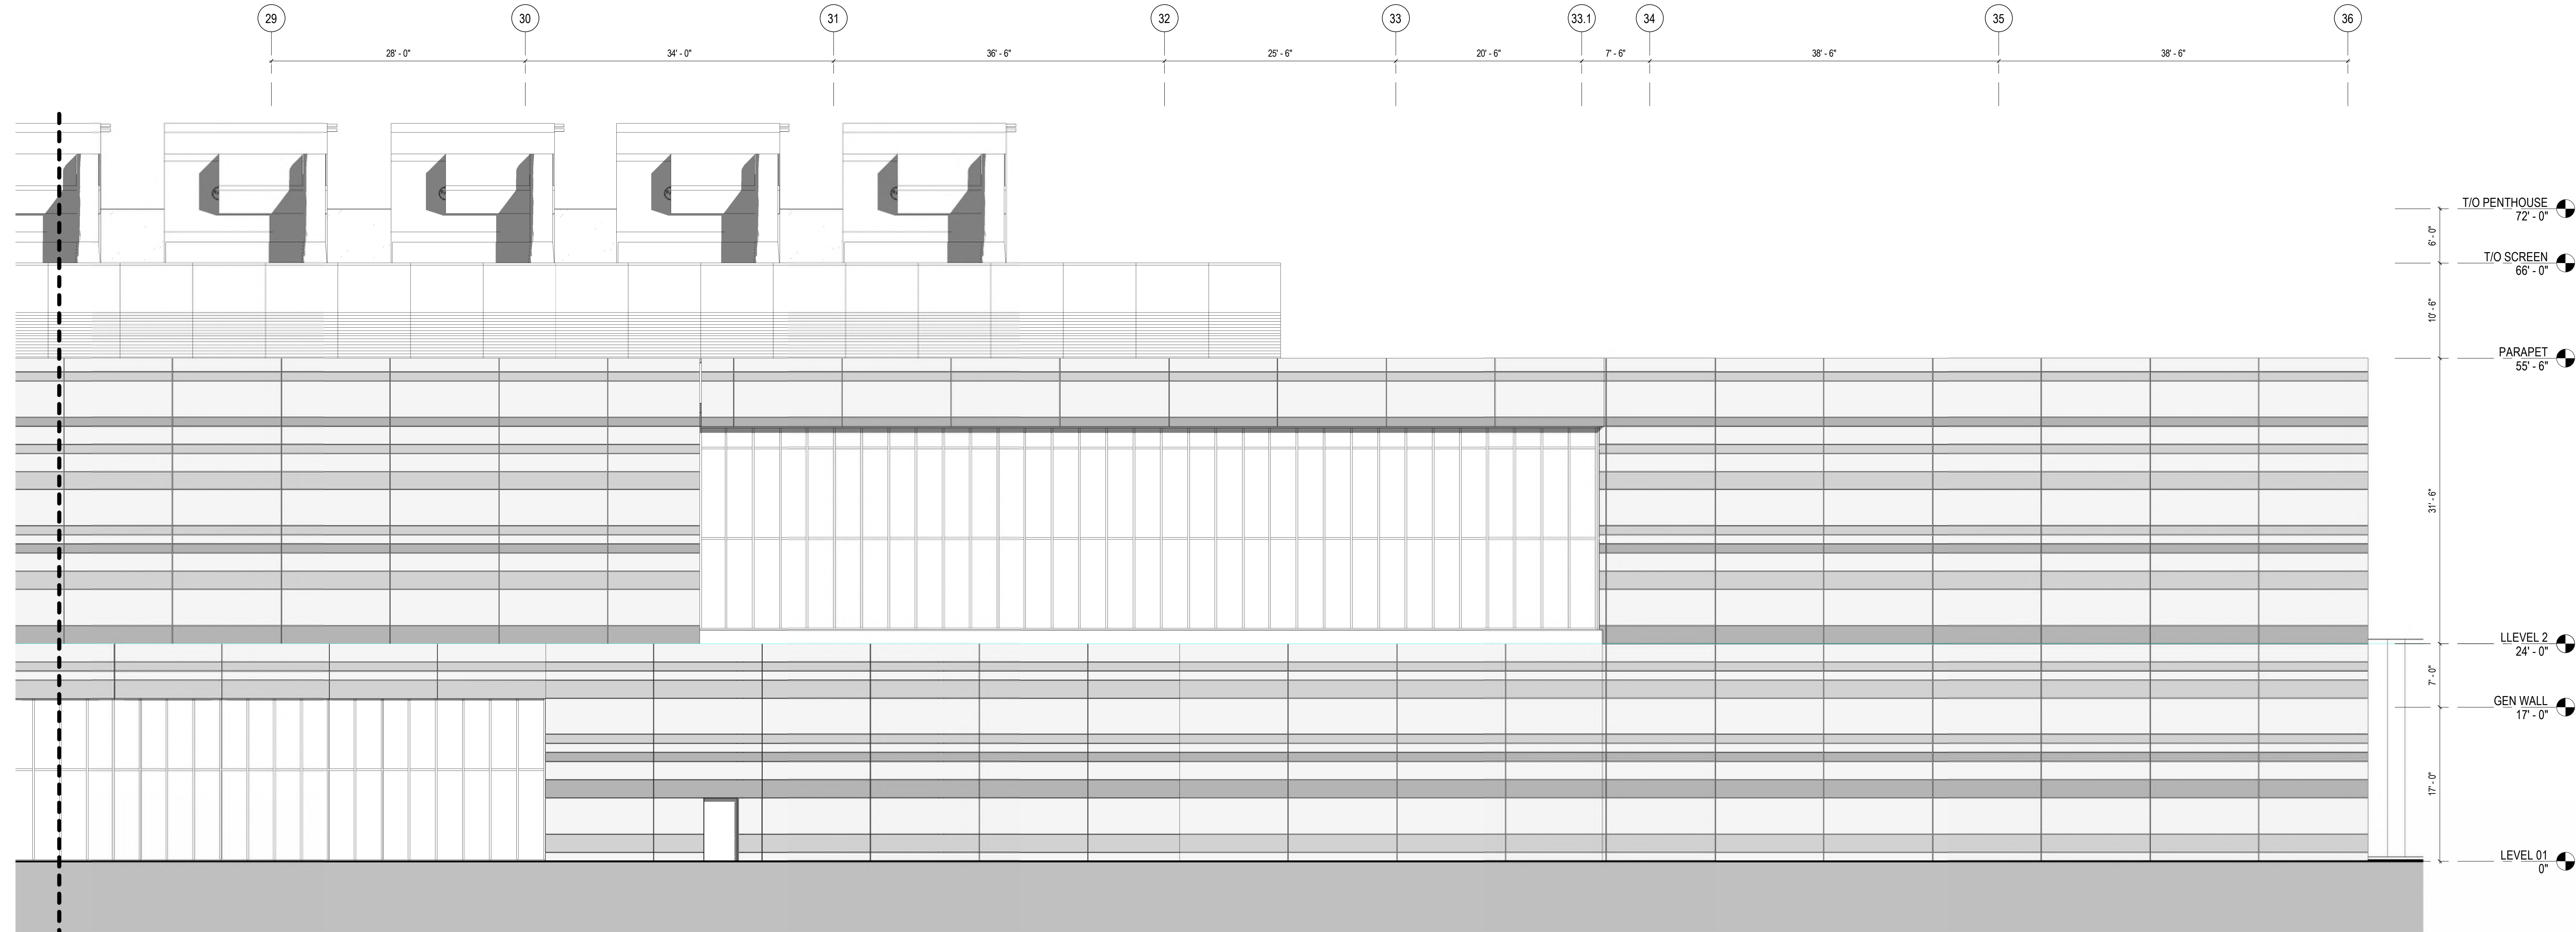 29
30
31
32
33
33.1
34
35
36
28' - 0"
34' - 0"
36' - 6"
25' - 6"
20' - 6"
7' - 6"
38' - 6"
38' - 6"
T/O PENTHOUSE
72' - 0"
6' - 0"
T/O SCREEN
66' - 0"
10' - 6"
PARAPET
55' - 6"
31' - 6"
LLEVEL 2
24' - 0"
7' - 0"
GEN WALL
17' - 0"
17' - 0"
LEVEL 01
0"